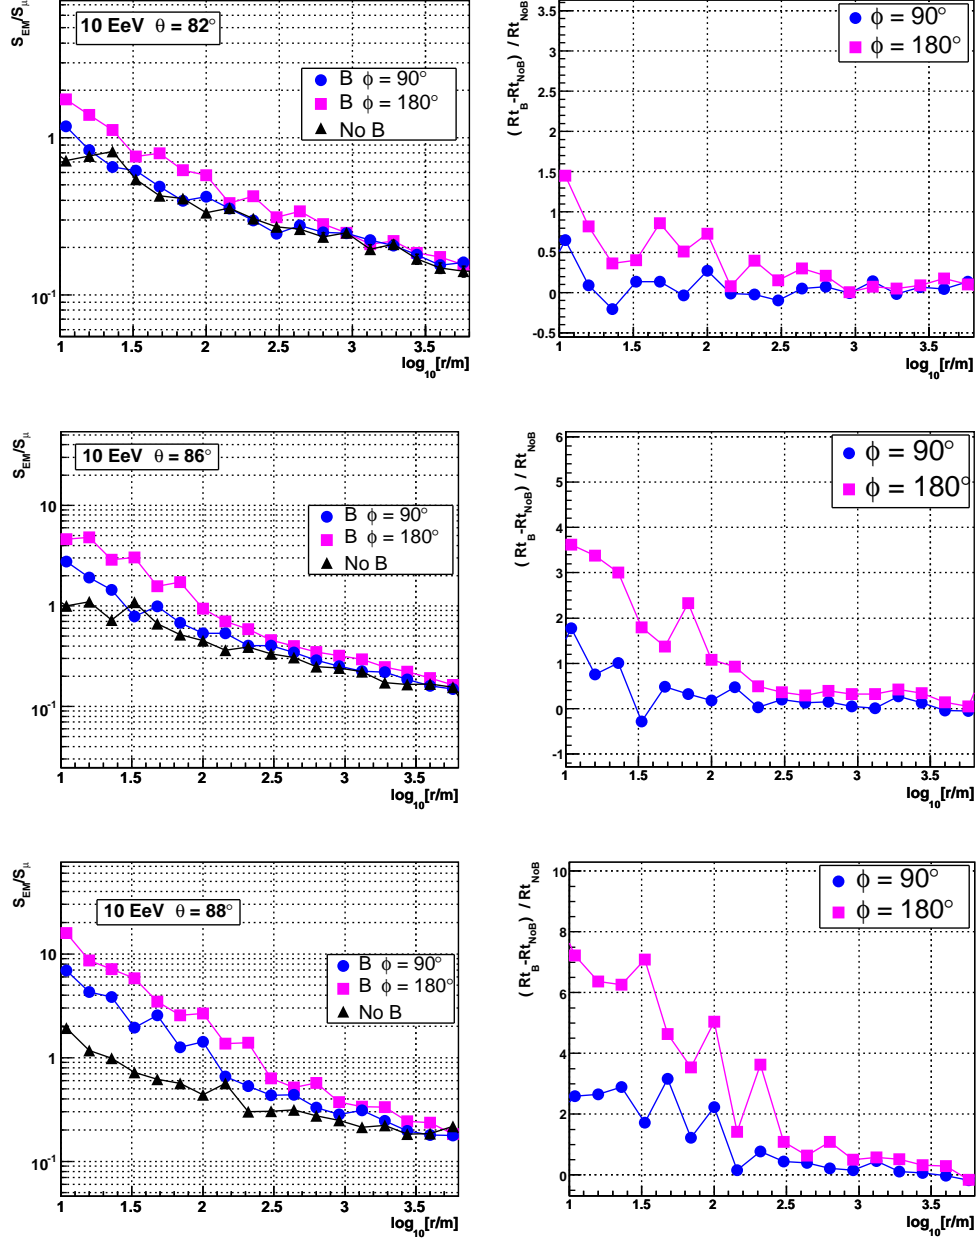 S_EM/S_μ
10 EeV θ = 82°
B ϕ = 90°
B ϕ = 180°
No B
1
10^-1
1 1.5 2 2.5 3 3.5
log_10[r/m]
( Rt_B -Rt_NoB ) / Rt_NoB
ϕ = 90°
ϕ = 180°
3.5
3
2.5
2
1.5
1
0.5
0
-0.5
1 1.5 2 2.5 3 3.5
log_10[r/m]
S_EM/S_μ
10 EeV θ = 86°
B ϕ = 90°
B ϕ = 180°
No B
10
1
10^-1
1 1.5 2 2.5 3 3.5
log_10[r/m]
( Rt_B -Rt_NoB ) / Rt_NoB
ϕ = 90°
ϕ = 180°
6
5
4
3
2
1
0
-1
1 1.5 2 2.5 3 3.5
log_10[r/m]
S_EM/S_μ
10 EeV θ = 88°
B ϕ = 90°
B ϕ = 180°
No B
10
1
10^-1
1 1.5 2 2.5 3 3.5
log_10[r/m]
( Rt_B -Rt_NoB ) / Rt_NoB
ϕ = 90°
ϕ = 180°
10
8
6
4
2
0
1 1.5 2 2.5 3 3.5
log_10[r/m]